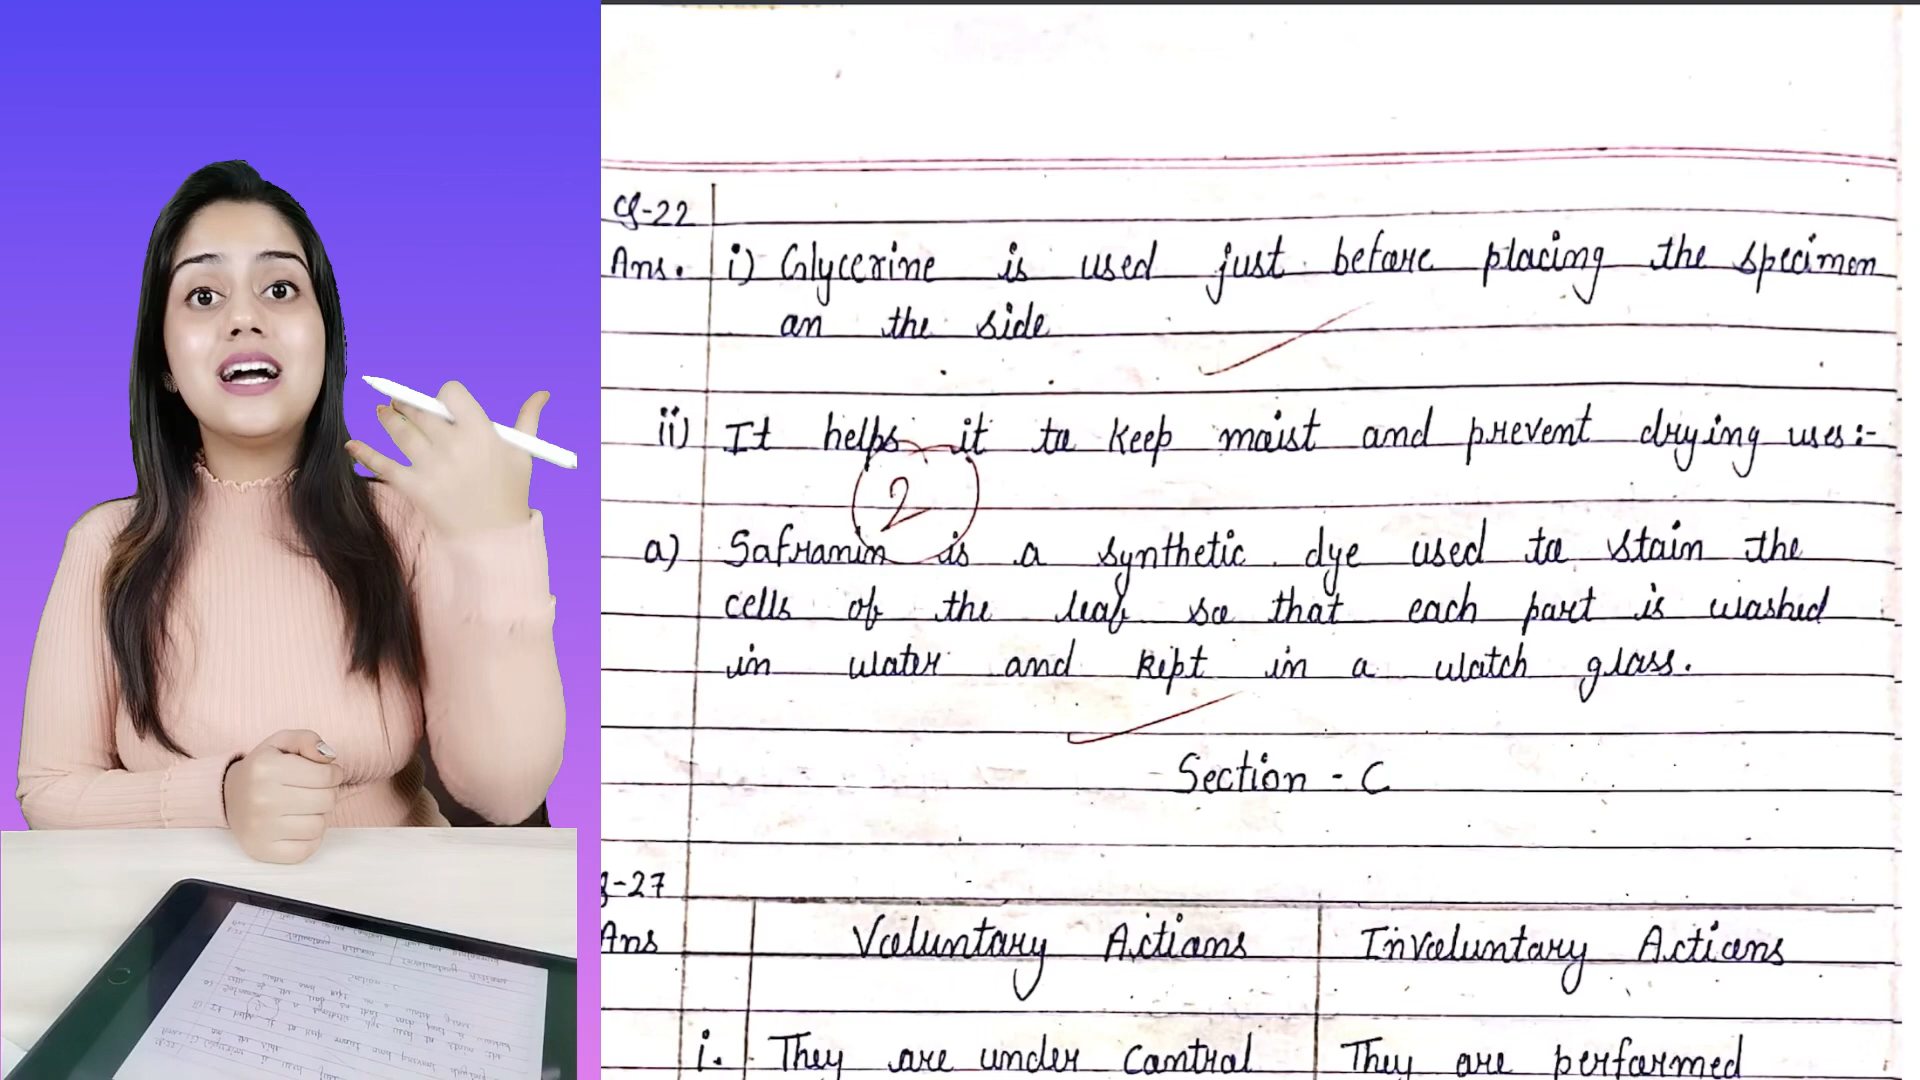 Q-22
Ans. i) Glycerine is used just before placing the specimen
on the side
ii) It helps it to keep moist and prevent drying uses:-
2
a) Saframin is a synthetic dye used to stain the
cells of the leaf so that each part is washed
in water and kept in a watch glass.
Section - C
Q-27
Ans Voluntary Actions Involuntary Actions
i. They are under control They are performed